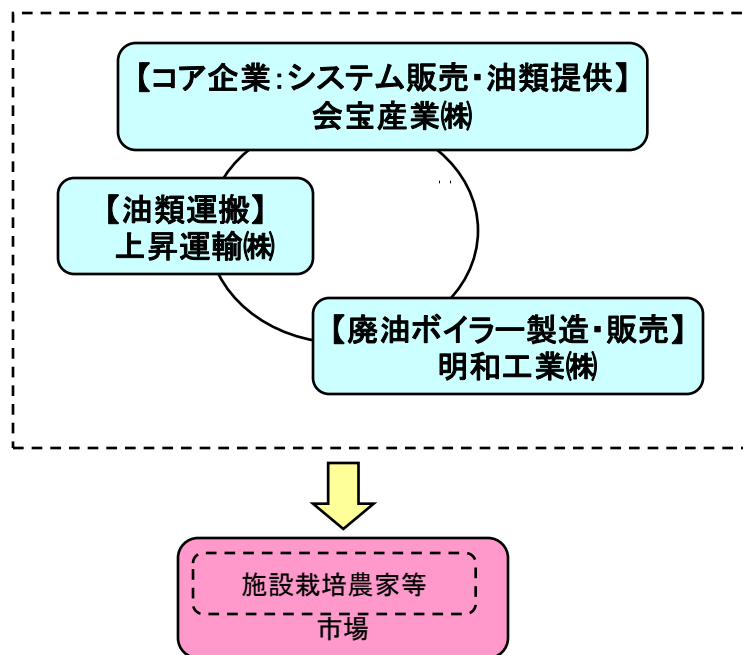 【コア企業：システム販売・油類提供】
会宝産業㈱
【油類運搬】
上昇運輸㈱
【廃油ボイラー製造・販売】
明和工業㈱
施設栽培農家等
市場